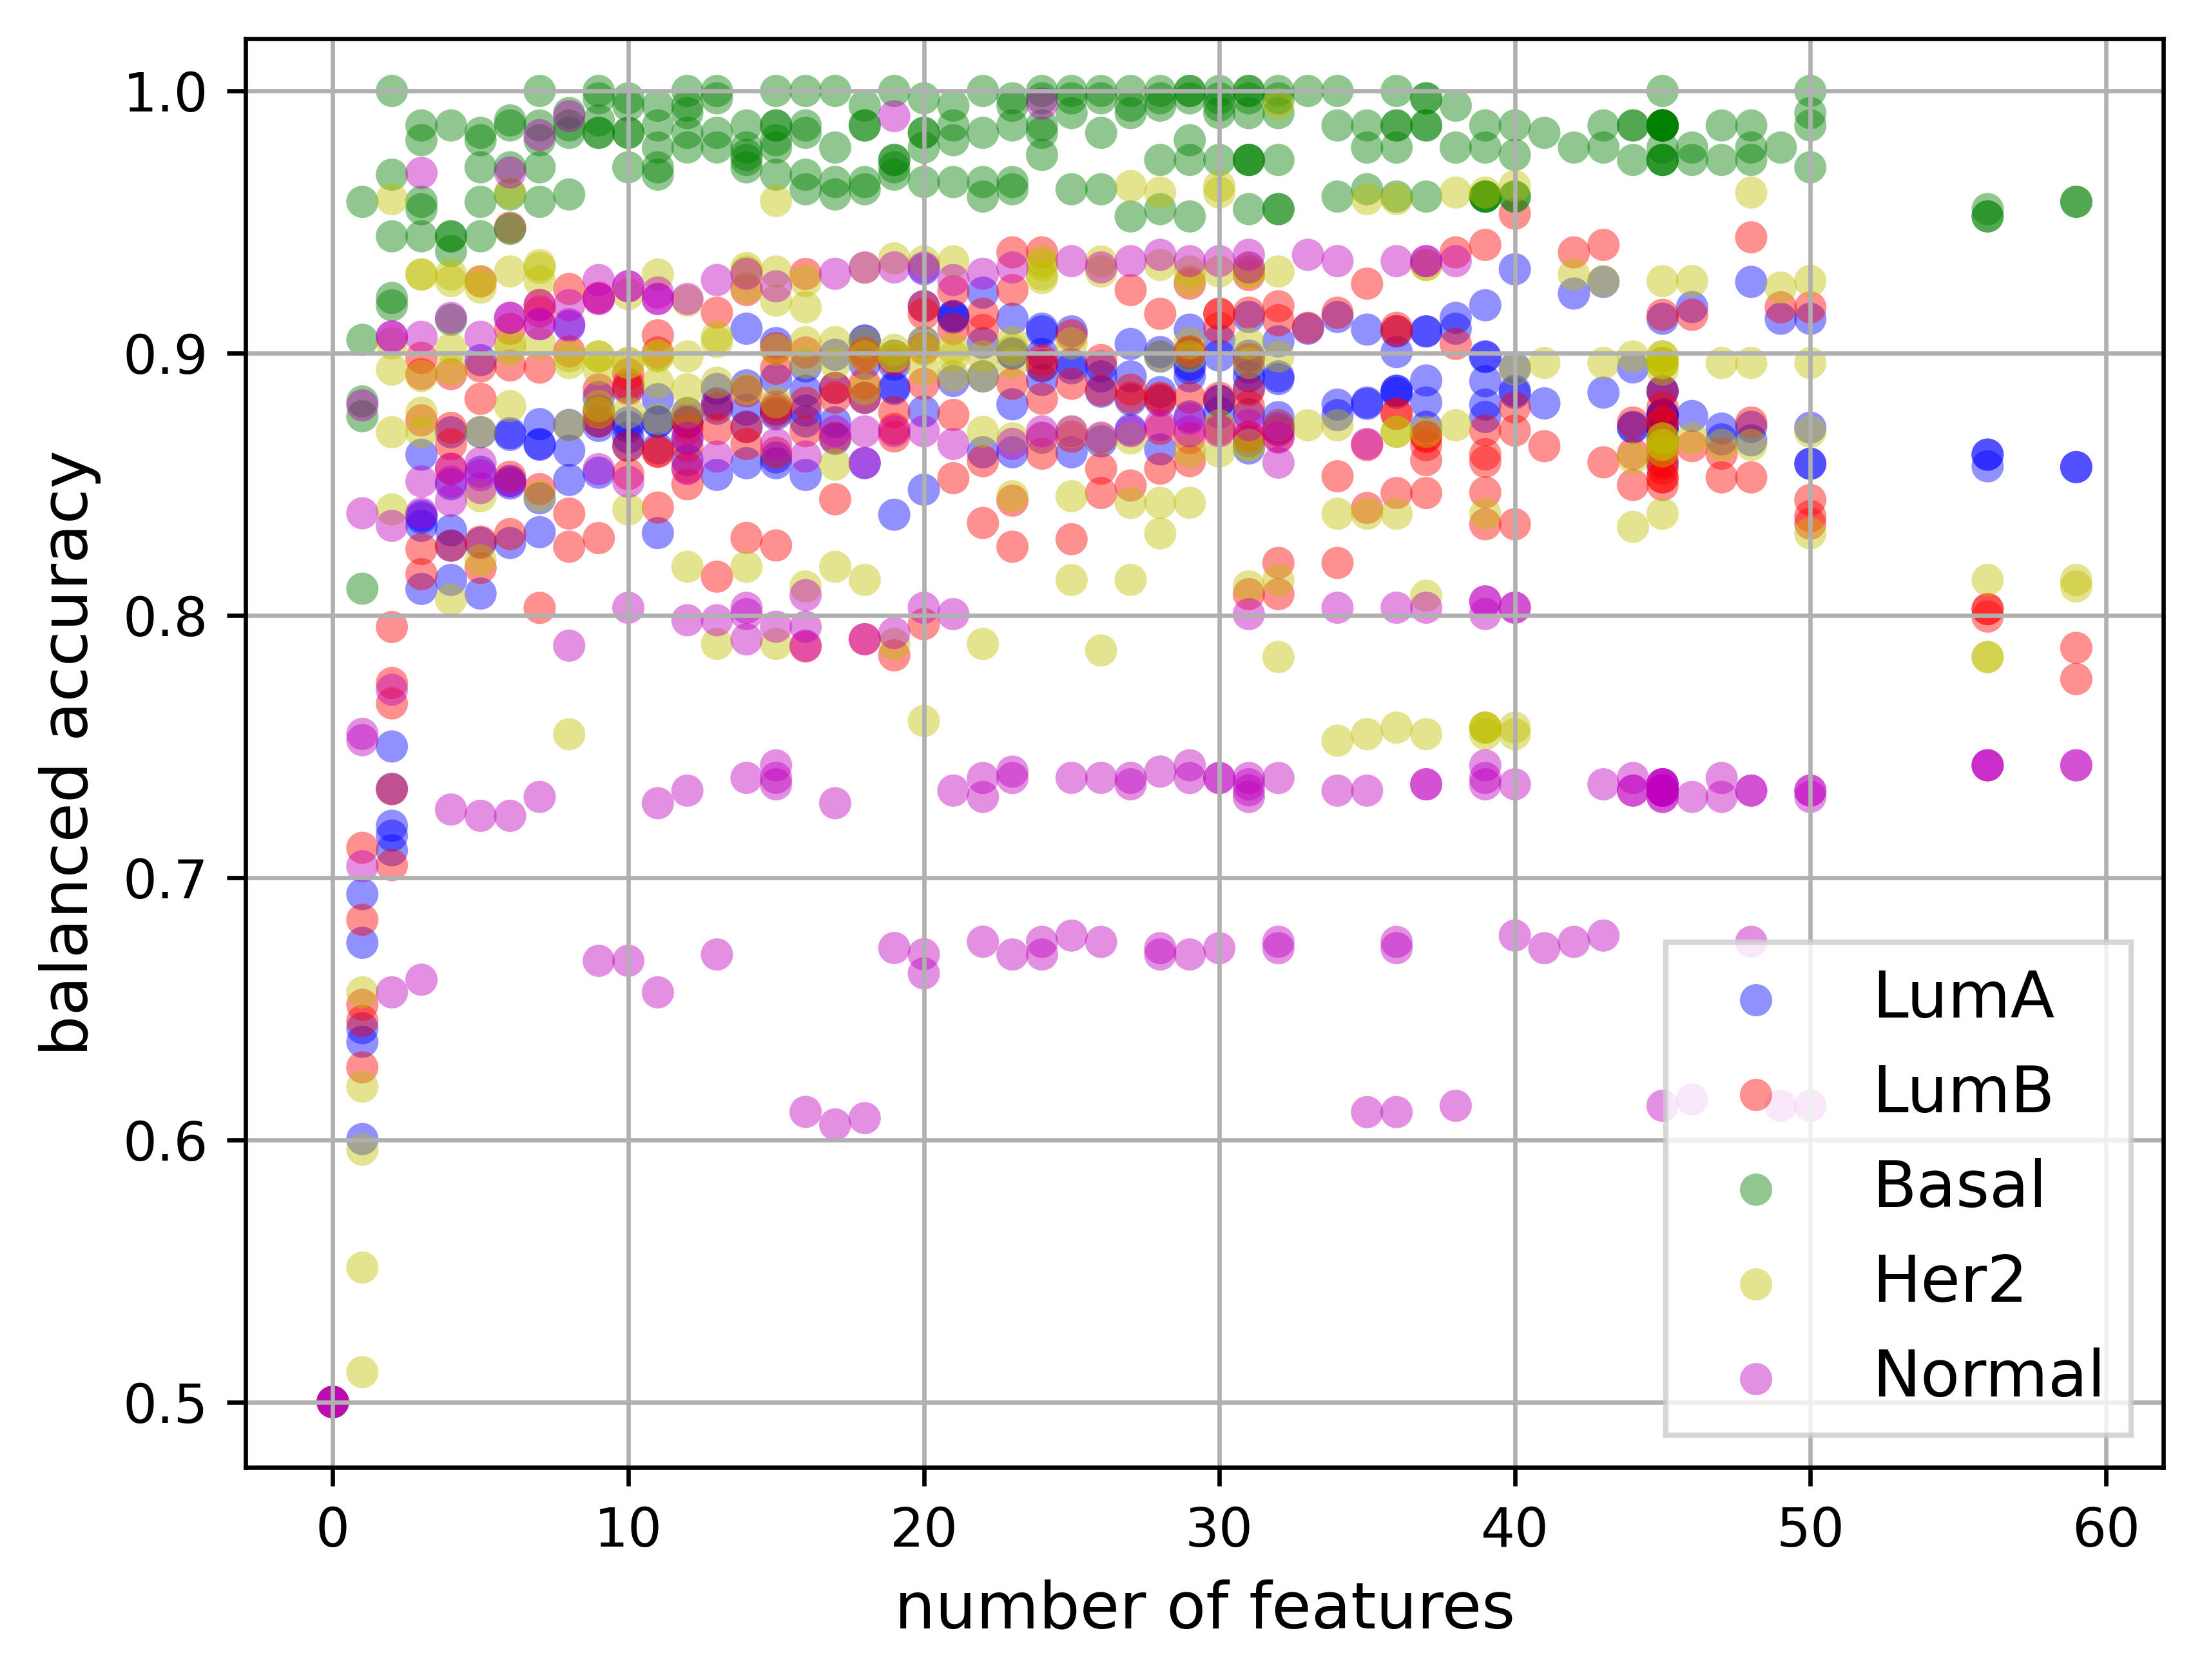 1.0
0.9
0.8
0.7
0.6
0.5
balanced accuracy
LumA
LumB
Basal
Her2
Normal
0 10 20 30 40 50 60
number of features